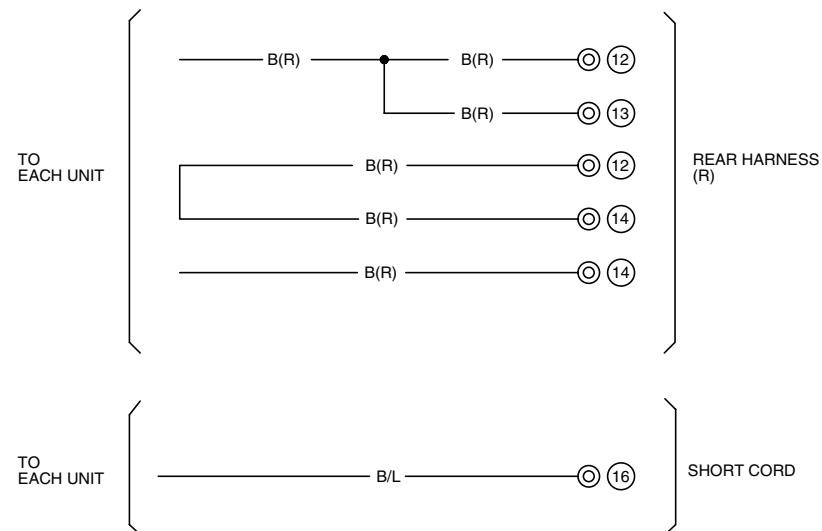 B(R) B(R) 12
B(R) 13
TO
EACH UNIT
B(R) 12
REAR HARNESS
(R)
B(R) 14
B(R) 14
TO
EACH UNIT
B/L 16
SHORT CORD